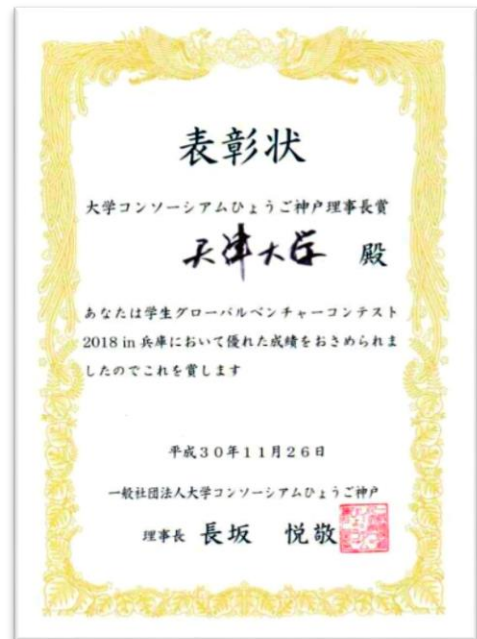 表彰状
大学コンソーシアムひょうご神戸理事長賞
天津大学 殿
あなたは学生グローバルベンチャーコンテスト
2018 in 兵庫において優れた成績をおさめられま
したのでこれを賞します
平成30年11月26日
一般社団法人大学コンソーシアムひょうご神戸
理事長 長坂 悦敬